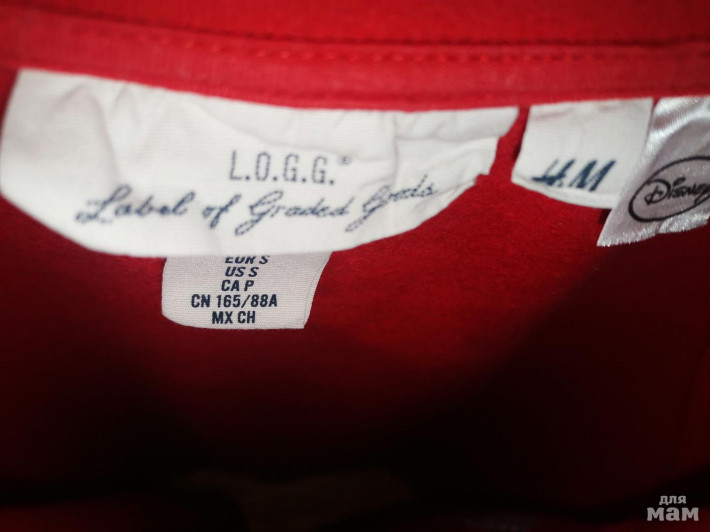 L.O.G.G.®
Label of Graded Goods
H&M
Disney
EUR S
US S
CA P
CN 165/88A
MX CH
для
мам